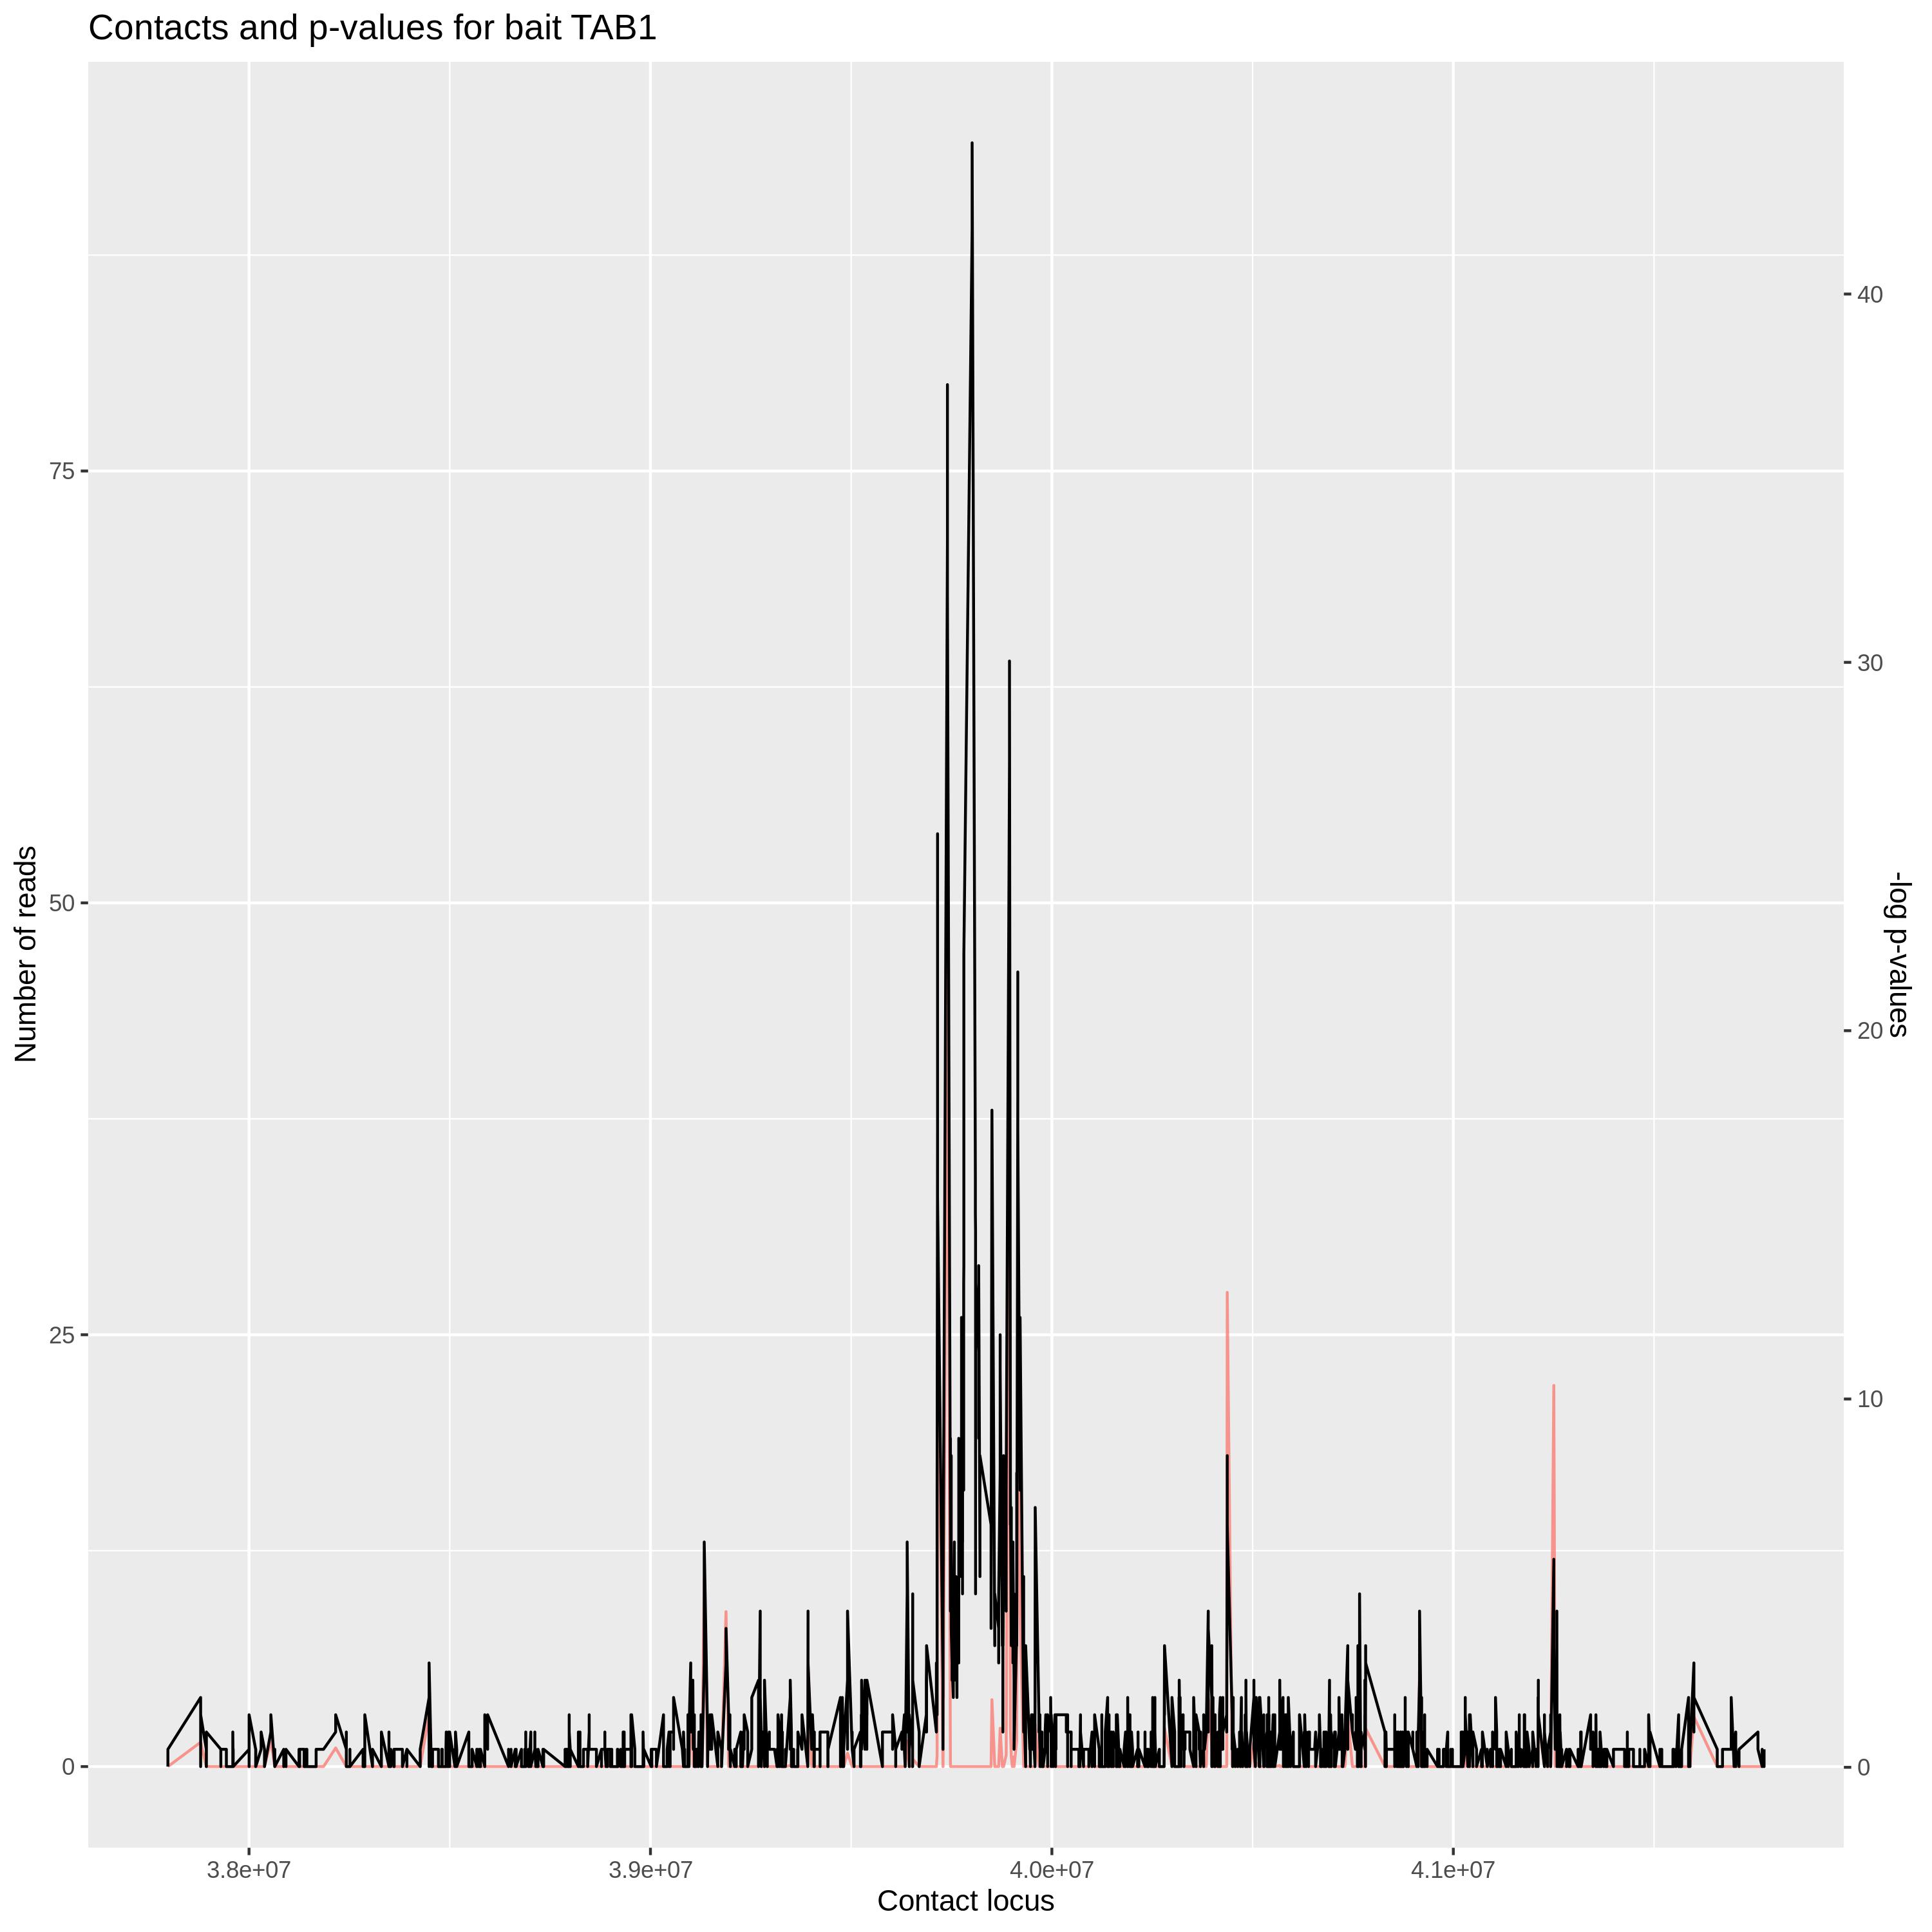 Contacts and p-values for bait TAB1
Number of reads
75
50
25
0
40
30
20
10
0
-log p-values
3.8e+07 3.9e+07 4.0e+07 4.1e+07
Contact locus